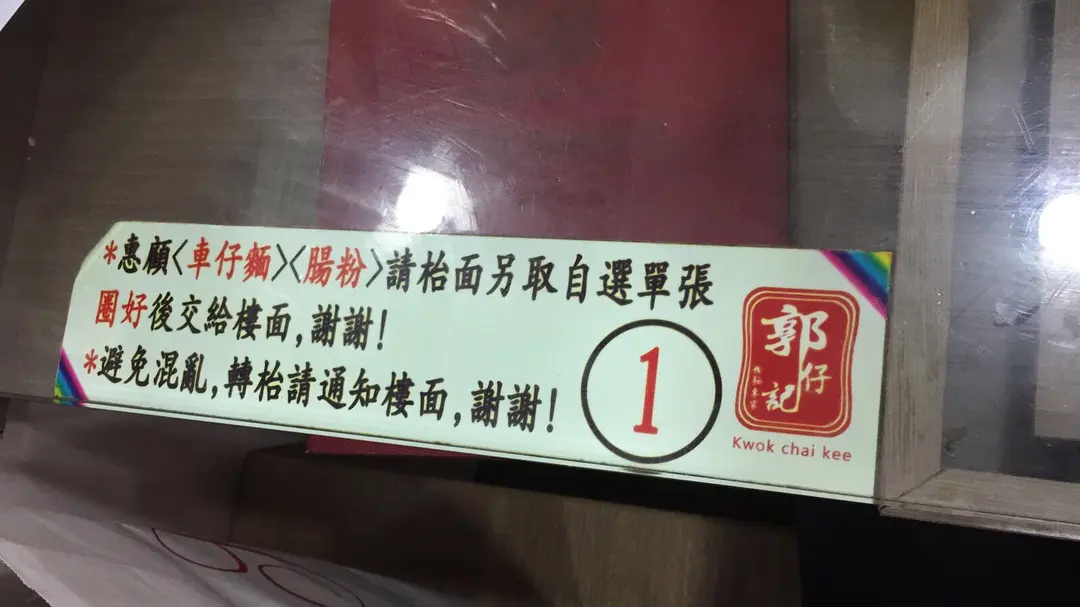 *惠顧<車仔麵><腸粉>請枱面另取自選單張
圈好後交給樓面,謝謝!
*避免混亂,轉枱請通知樓面,謝謝!
1
郭仔記
Kwok chai kee